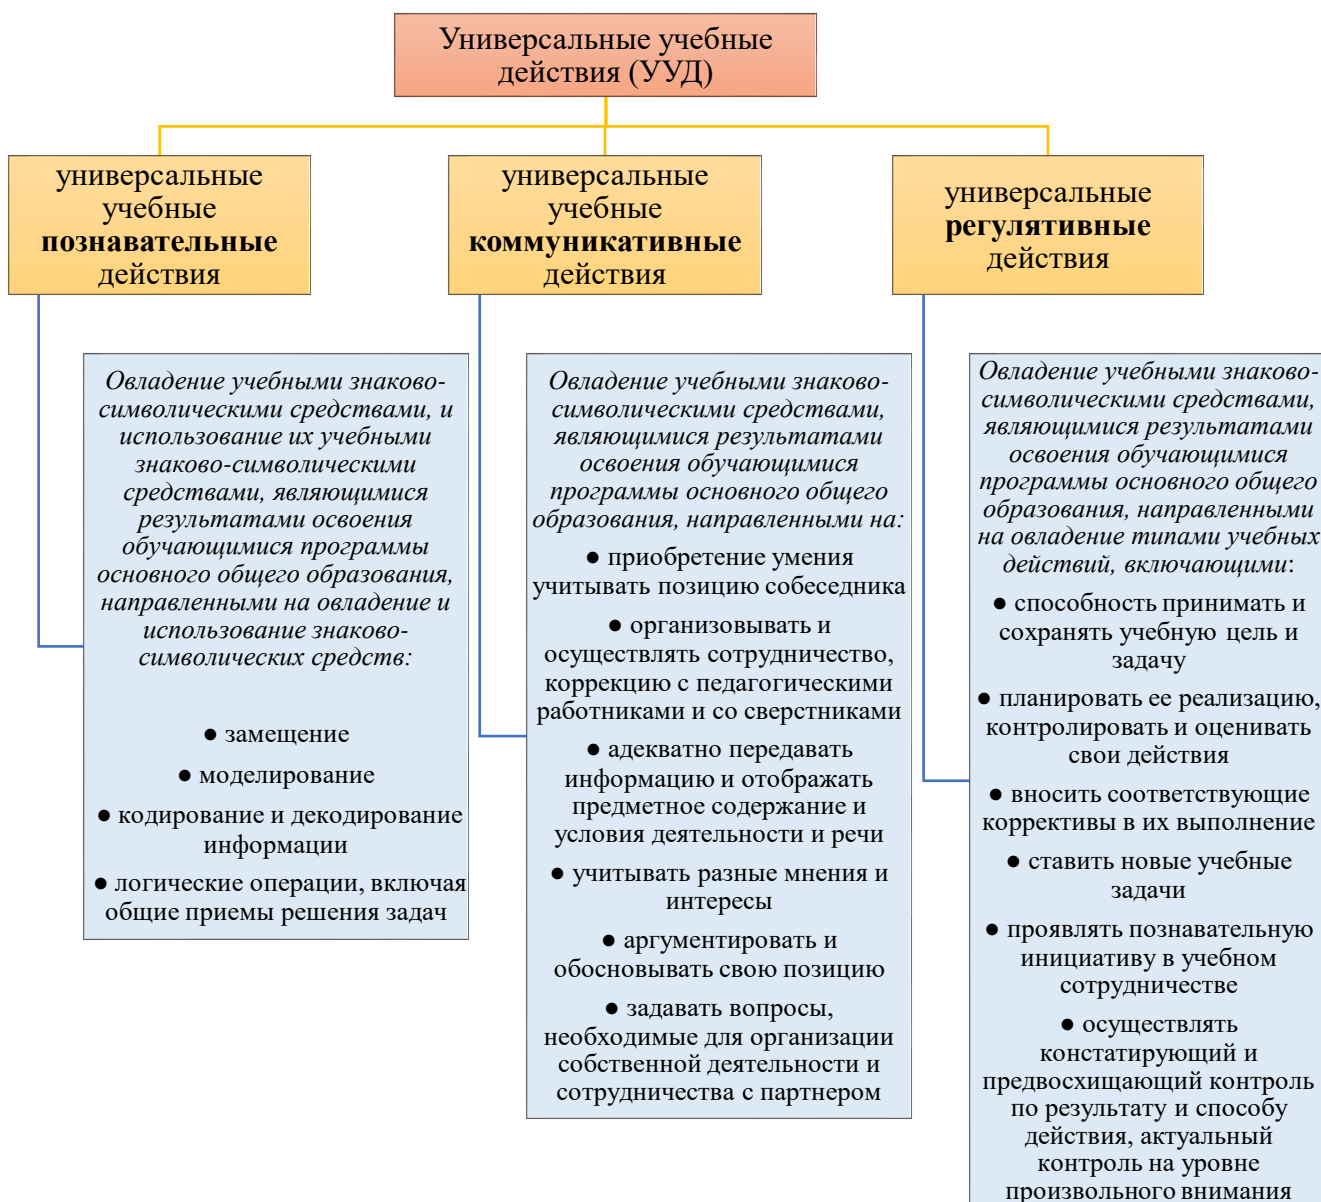 Универсальные учебные
действия (УУД)
универсальные
учебные
познавательные
действия
универсальные
учебные
коммуникативные
действия
универсальные
регулятивные
действия
Овладение учебными знаково-
символическими средствами, и
использование их учебными
знаково-символическими
средствами, являющимися
результатами освоения
обучающимися программы
основного общего образования,
направленными на овладение и
использование знаково-
символических средств:
● замещение
● моделирование
● кодирование и декодирование
информации
● логические операции, включая
общие приемы решения задач
Овладение учебными знаково-
символическими средствами,
являющимися результатами
освоения обучающимися
программы основного общего
образования, направленными на:
● приобретение умения
учитывать позицию собеседника
● организовывать и
осуществлять сотрудничество,
коррекцию с педагогическими
работниками и со сверстниками
● адекватно передавать
информацию и отображать
предметное содержание и
условия деятельности и речи
● учитывать разные мнения и
интересы
● аргументировать и
обосновывать свою позицию
● задавать вопросы,
необходимые для организации
собственной деятельности и
сотрудничества с партнером
Овладение учебными знаково-
символическими средствами,
являющимися результатами
освоения обучающимися
программы основного общего
образования, направленными
на овладение типами учебных
действий, включающими:
● способность принимать и
сохранять учебную цель и
задачу
● планировать ее реализацию,
контролировать и оценивать
свои действия
● вносить соответствующие
коррективы в их выполнение
● ставить новые учебные
задачи
● проявлять познавательную
инициативу в учебном
сотрудничестве
● осуществлять
констатирующий и
предвосхищающий контроль
по результату и способу
действия, актуальный
контроль на уровне
произвольного внимания